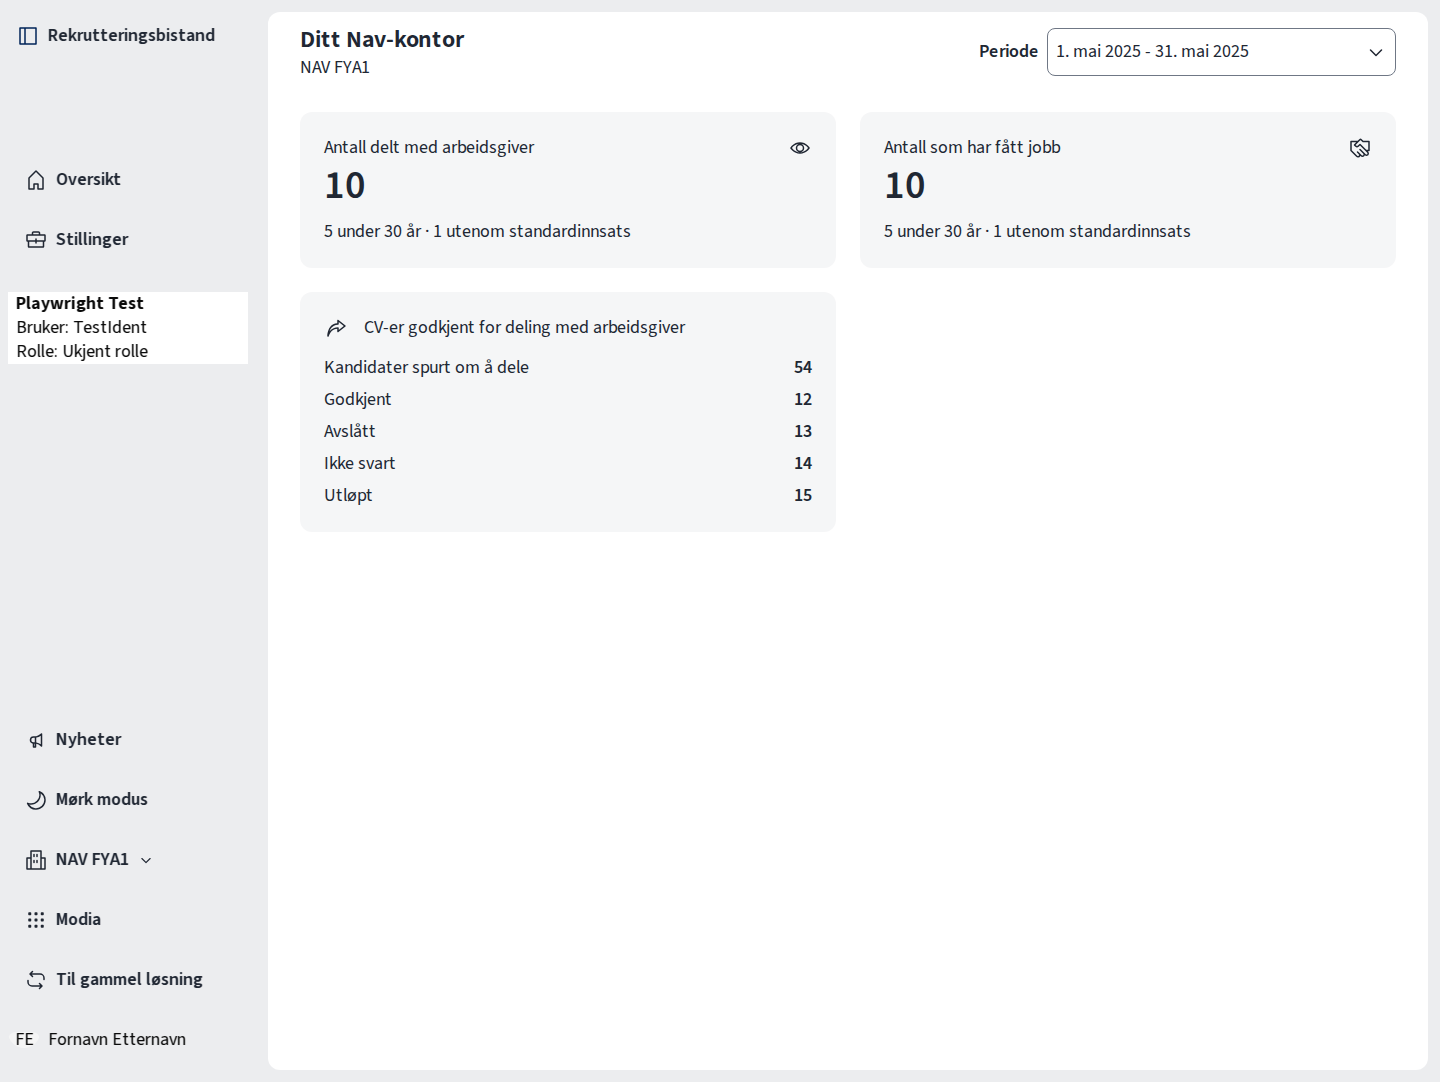 Rekrutteringsbistand
Oversikt
Stillinger
Playwright Test
Bruker: TestIdent
Rolle: Ukjent rolle
Nyheter
Mørk modus
NAV FYA1
Modia
Til gammel løsning
FE Fornavn Etternavn
Ditt Nav-kontor
NAV FYA1
Periode 1. mai 2025 - 31. mai 2025
Antall delt med arbeidsgiver
10
5 under 30 år · 1 utenom standardinnsats
Antall som har fått jobb
10
5 under 30 år · 1 utenom standardinnsats
CV-er godkjent for deling med arbeidsgiver
Kandidater spurt om å dele 54
Godkjent 12
Avslått 13
Ikke svart 14
Utløpt 15